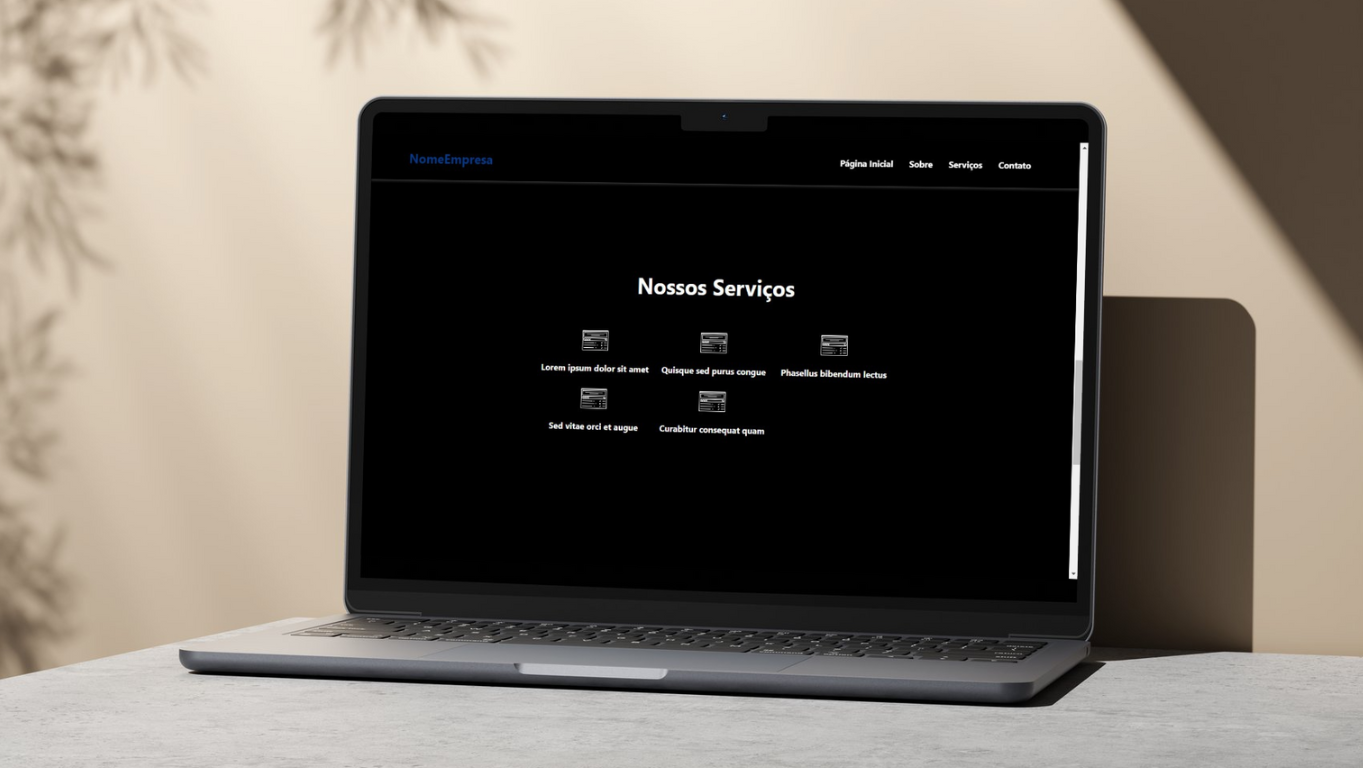 NomeEmpresa
Página Inicial Sobre Serviços Contato
Nossos Serviços
Lorem ipsum dolor sit amet Quisque sed purus congue Phasellus bibendum lectus
Sed vitae orci et augue Curabitur consequat quam